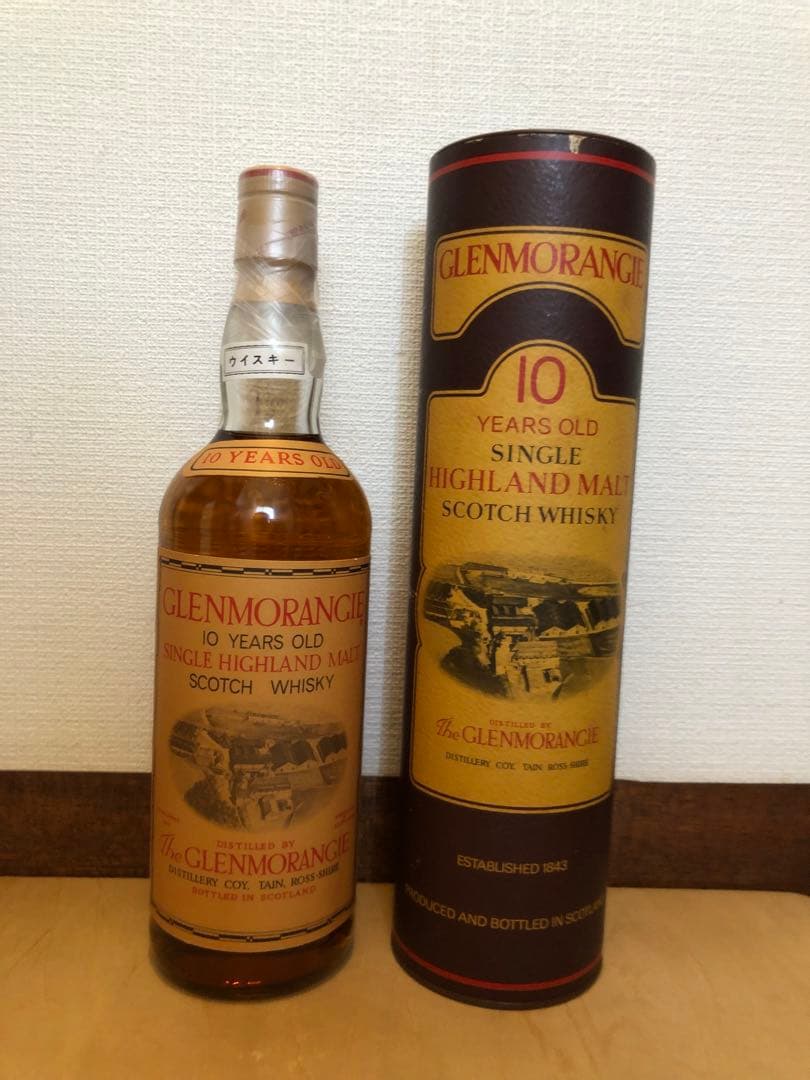 ウイスキー
10 YEARS OLD
GLENMORANGIE
10 YEARS OLD
SINGLE HIGHLAND MALT
SCOTCH WHISKY
DISTILLED BY
The GLENMORANGIE
DISTILLERY COY, TAIN, ROSS-SHIRE
BOTTLED IN SCOTLAND
GLENMORANGIE
10
YEARS OLD
SINGLE
HIGHLAND MALT
SCOTCH WHISKY
DISTILLED BY
The GLENMORANGIE
DISTILLERY COY, TAIN, ROSS-SHIRE
ESTABLISHED 1843
PRODUCED AND BOTTLED IN SCOTLAND